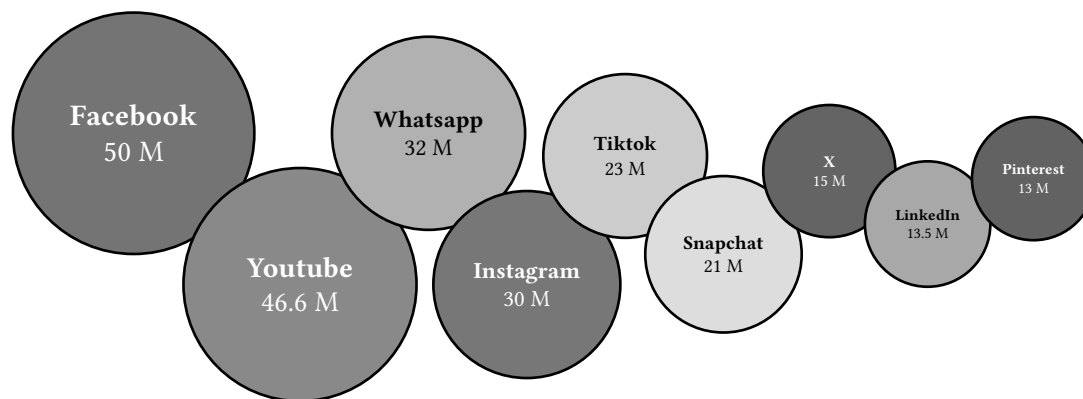 Facebook
50 M
Youtube
46.6 M
Whatsapp
32 M
Instagram
30 M
Tiktok
23 M
Snapchat
21 M
X
15 M
LinkedIn
13.5 M
Pinterest
13 M